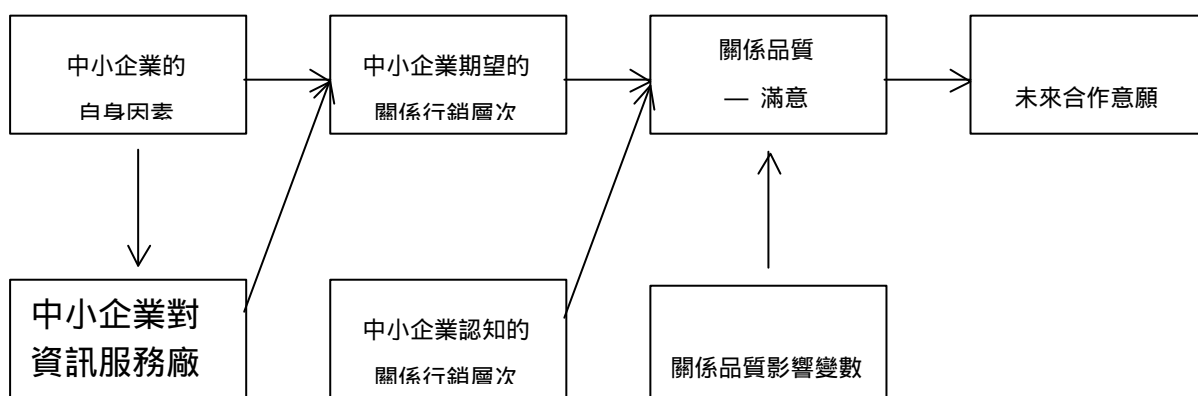 中小企業的
自身因素
中小企業期望的
關係行銷層次
關係品質
— 滿意
未來合作意願
中小企業對
資訊服務廠
中小企業認知的
關係行銷層次
關係品質影響變數